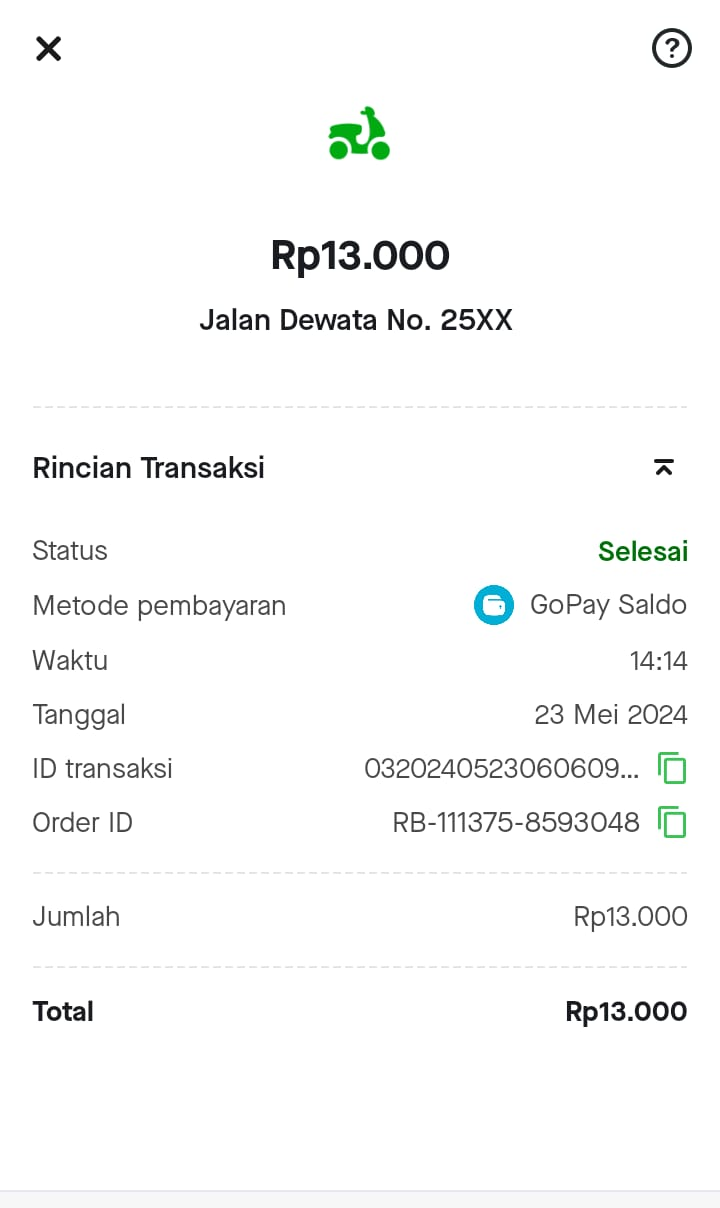 Rp13.000
Jalan Dewata No. 25XX
Rincian Transaksi
Status Selesai
Metode pembayaran GoPay Saldo
Waktu 14:14
Tanggal 23 Mei 2024
ID transaksi 0320240523060609...
Order ID RB-111375-8593048
Jumlah Rp13.000
Total Rp13.000